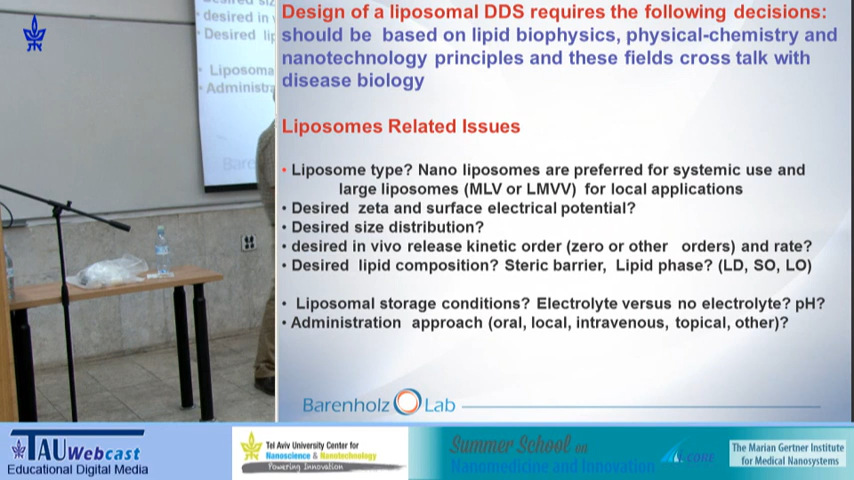 desired in
Desired lip
Liposoma
Administra
Baren
Design of a liposomal DDS requires the following decisions:
should be based on lipid biophysics, physical-chemistry and
nanotechnology principles and these fields cross talk with
disease biology
Liposomes Related Issues
• Liposome type? Nano liposomes are preferred for systemic use and
large liposomes (MLV or LMVV) for local applications
• Desired zeta and surface electrical potential?
• Desired size distribution?
• desired in vivo release kinetic order (zero or other orders) and rate?
• Desired lipid composition? Steric barrier, Lipid phase? (LD, SO, LO)
• Liposomal storage conditions? Electrolyte versus no electrolyte? pH?
• Administration approach (oral, local, intravenous, topical, other)?
Barenholz Lab
TAU Webcast
Educational Digital Media
Tel Aviv University Center for
Nanoscience & Nanotechnology
Powering Innovation
Summer School on
Nanomedicine and Innovation
I-CORE
The Marian Gertner Institute
for Medical Nanosystems